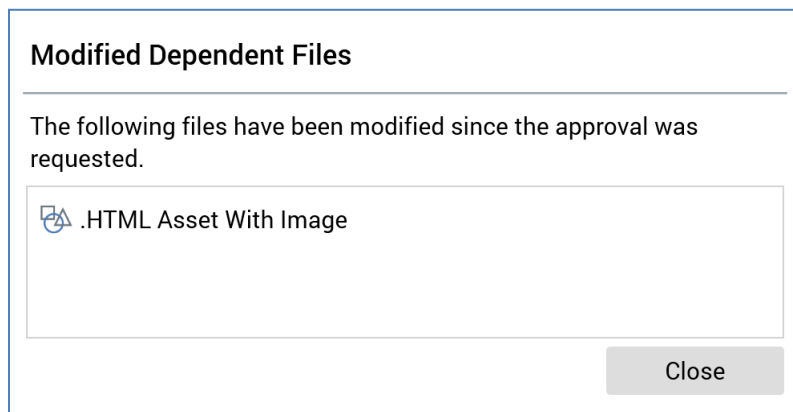 Modified Dependent Files
The following files have been modified since the approval was
requested.
.HTML Asset With Image
Close